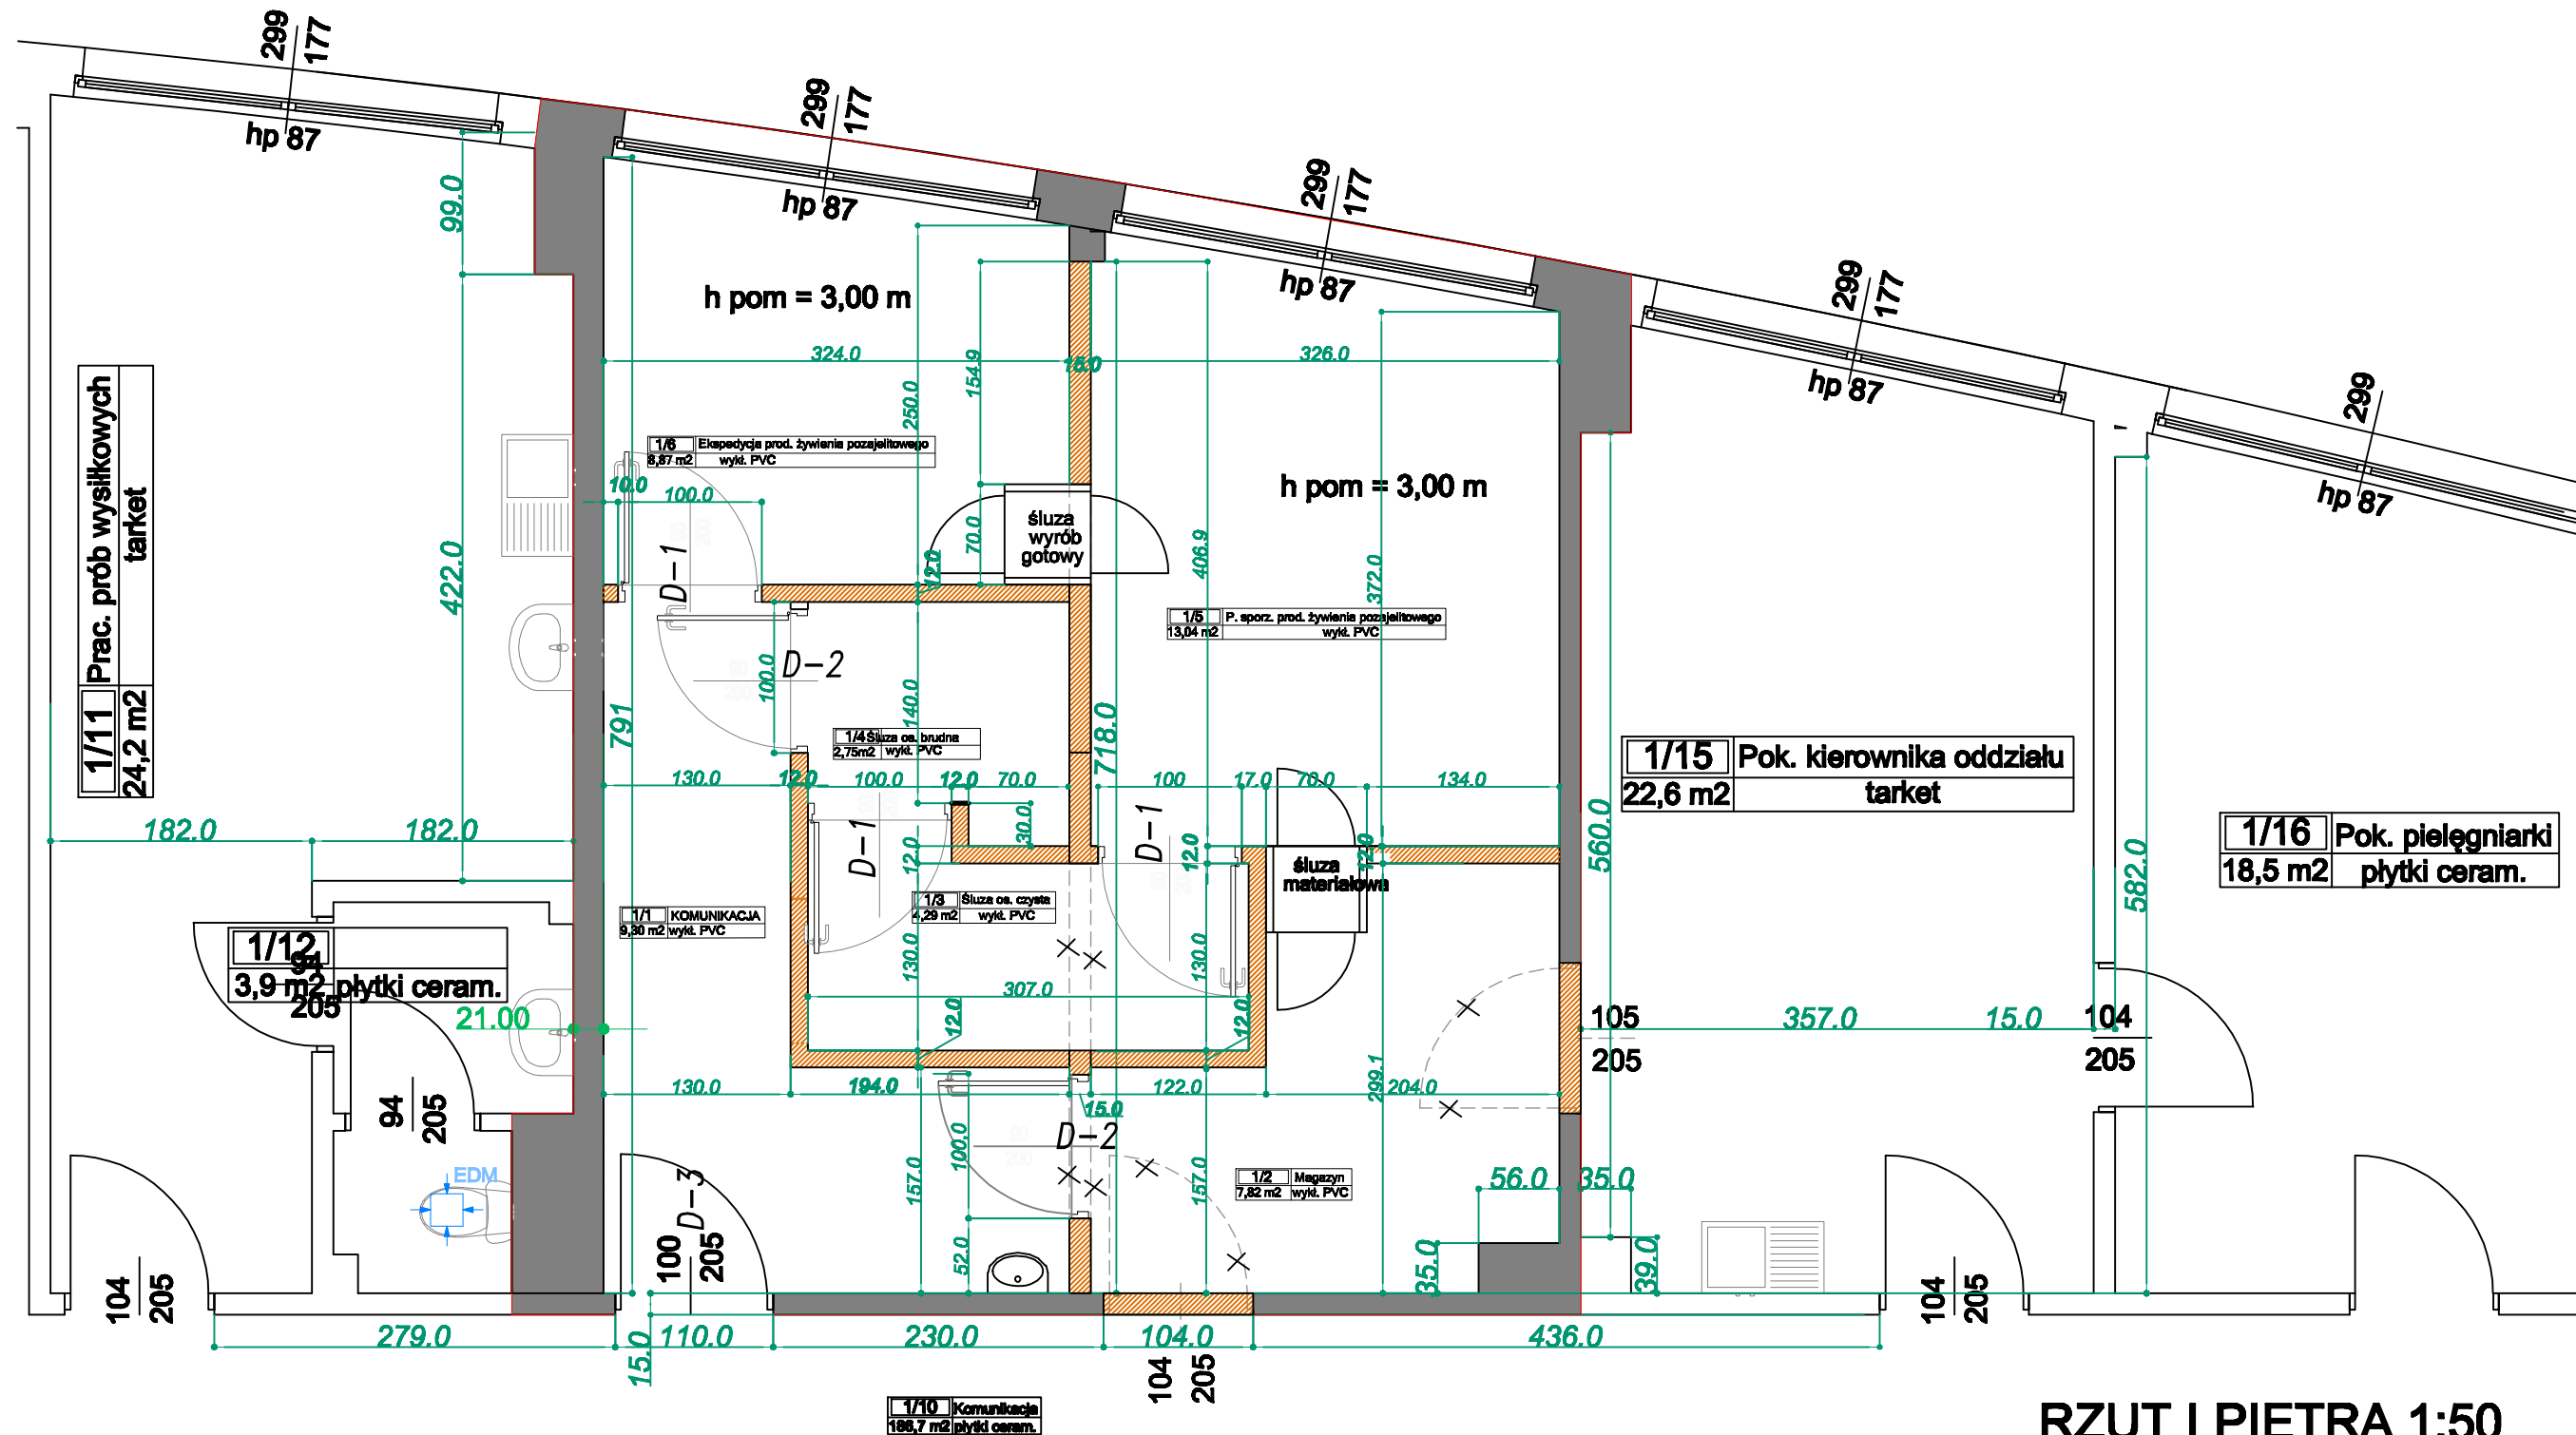 299
177
hp 87
299
177
hp 87
299
177
hp 87
299
177
hp 87
299
hp 87
99.0
h pom = 3,00 m
324.0
15.0
326.0
154.9
250.0
1/6 Ekspedycja prod. żywienia pozajelitowego
8,87 m2 wykł. PVC
10.0
100.0
h pom = 3,00 m
śluza
wyrób
gotowy
70.0
12.0
406.9
372.0
422.0
D-1
90
200
1/11 Prac. prób wysiłkowych
24,2 m2 tarket
1/5 P. sporz. prod. żywienia pozajelitowego
13,04 m2 wykł. PVC
D-2
90
200
100.0
140.0
791
718.0
1/4 Śluza os. brudna
2,75m2 wykł. PVC
130.0
12.0
100.0
12.0
70.0
100
17.0
70.0
134.0
1/15 Pok. kierownika oddziału
22,6 m2 tarket
1/16 Pok. pielęgniarki
18,5 m2 płytki ceram.
182.0
182.0
D-1
30.0
12.0
D-1
12.0
12.0
560.0
582.0
śluza
materiałowa
1/3 Śluza os. czysta
4,29 m2 wykł. PVC
1/1 KOMUNIKACJA
9,30 m2 wykł. PVC
1/12
3,9 m2 płytki ceram.
94
205
21.00
130.0
130.0
307.0
12.0
12.0
105
205
357.0
15.0
104
205
130.0
194.0
15.0
122.0
204.0
299.1
94
205
D-2
90
200
100.0
157.0
157.0
1/2 Magazyn
7,82 m2 wykł. PVC
56.0
35.0
EDM
D-3
100
205
52.0
35.0
39.0
104
205
104
205
279.0
15.0
110.0
230.0
104.0
436.0
104
205
1/10 Komunikacja
186,7 m2 płytki ceram.
RZUT I PIĘTRA 1:50